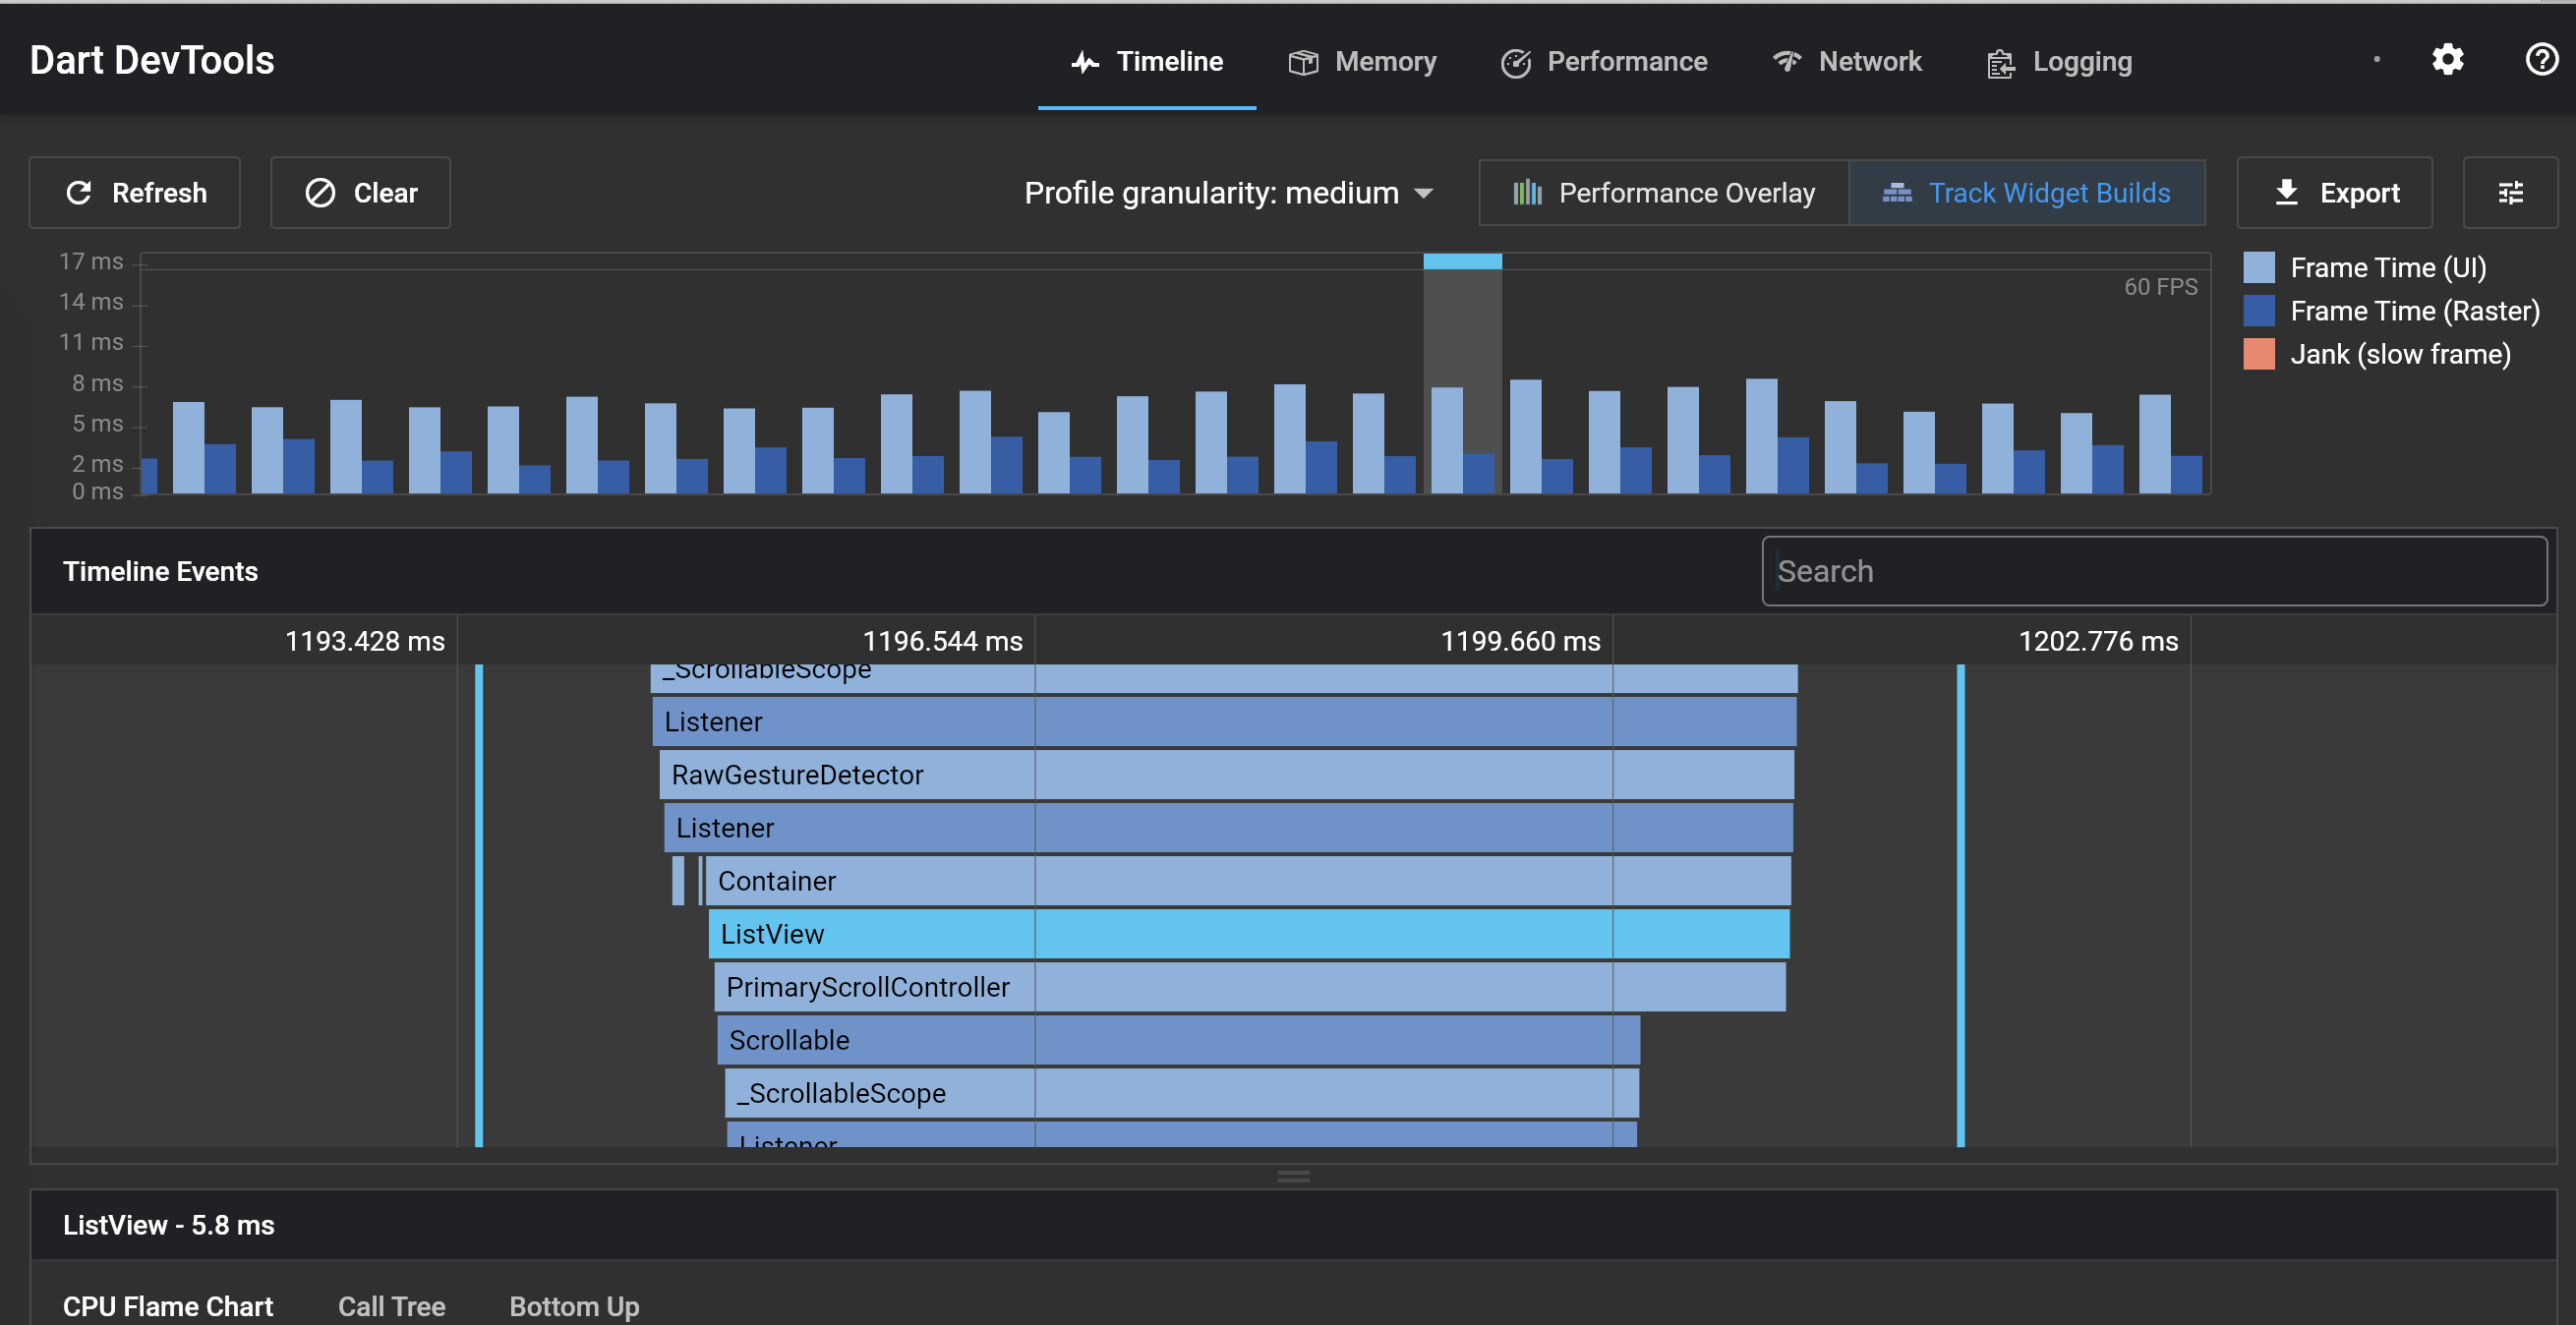 Dart DevTools
Timeline
Memory
Performance
Network
Logging
Refresh
Clear
Profile granularity: medium
Performance Overlay
Track Widget Builds
Export
17 ms
14 ms
11 ms
8 ms
5 ms
2 ms
0 ms
60 FPS
Frame Time (UI)
Frame Time (Raster)
Jank (slow frame)
Timeline Events
Search
1193.428 ms
1196.544 ms
1199.660 ms
1202.776 ms
_ScrollableScope
Listener
RawGestureDetector
Listener
Container
ListView
PrimaryScrollController
Scrollable
_ScrollableScope
Listener
ListView - 5.8 ms
CPU Flame Chart
Call Tree
Bottom Up